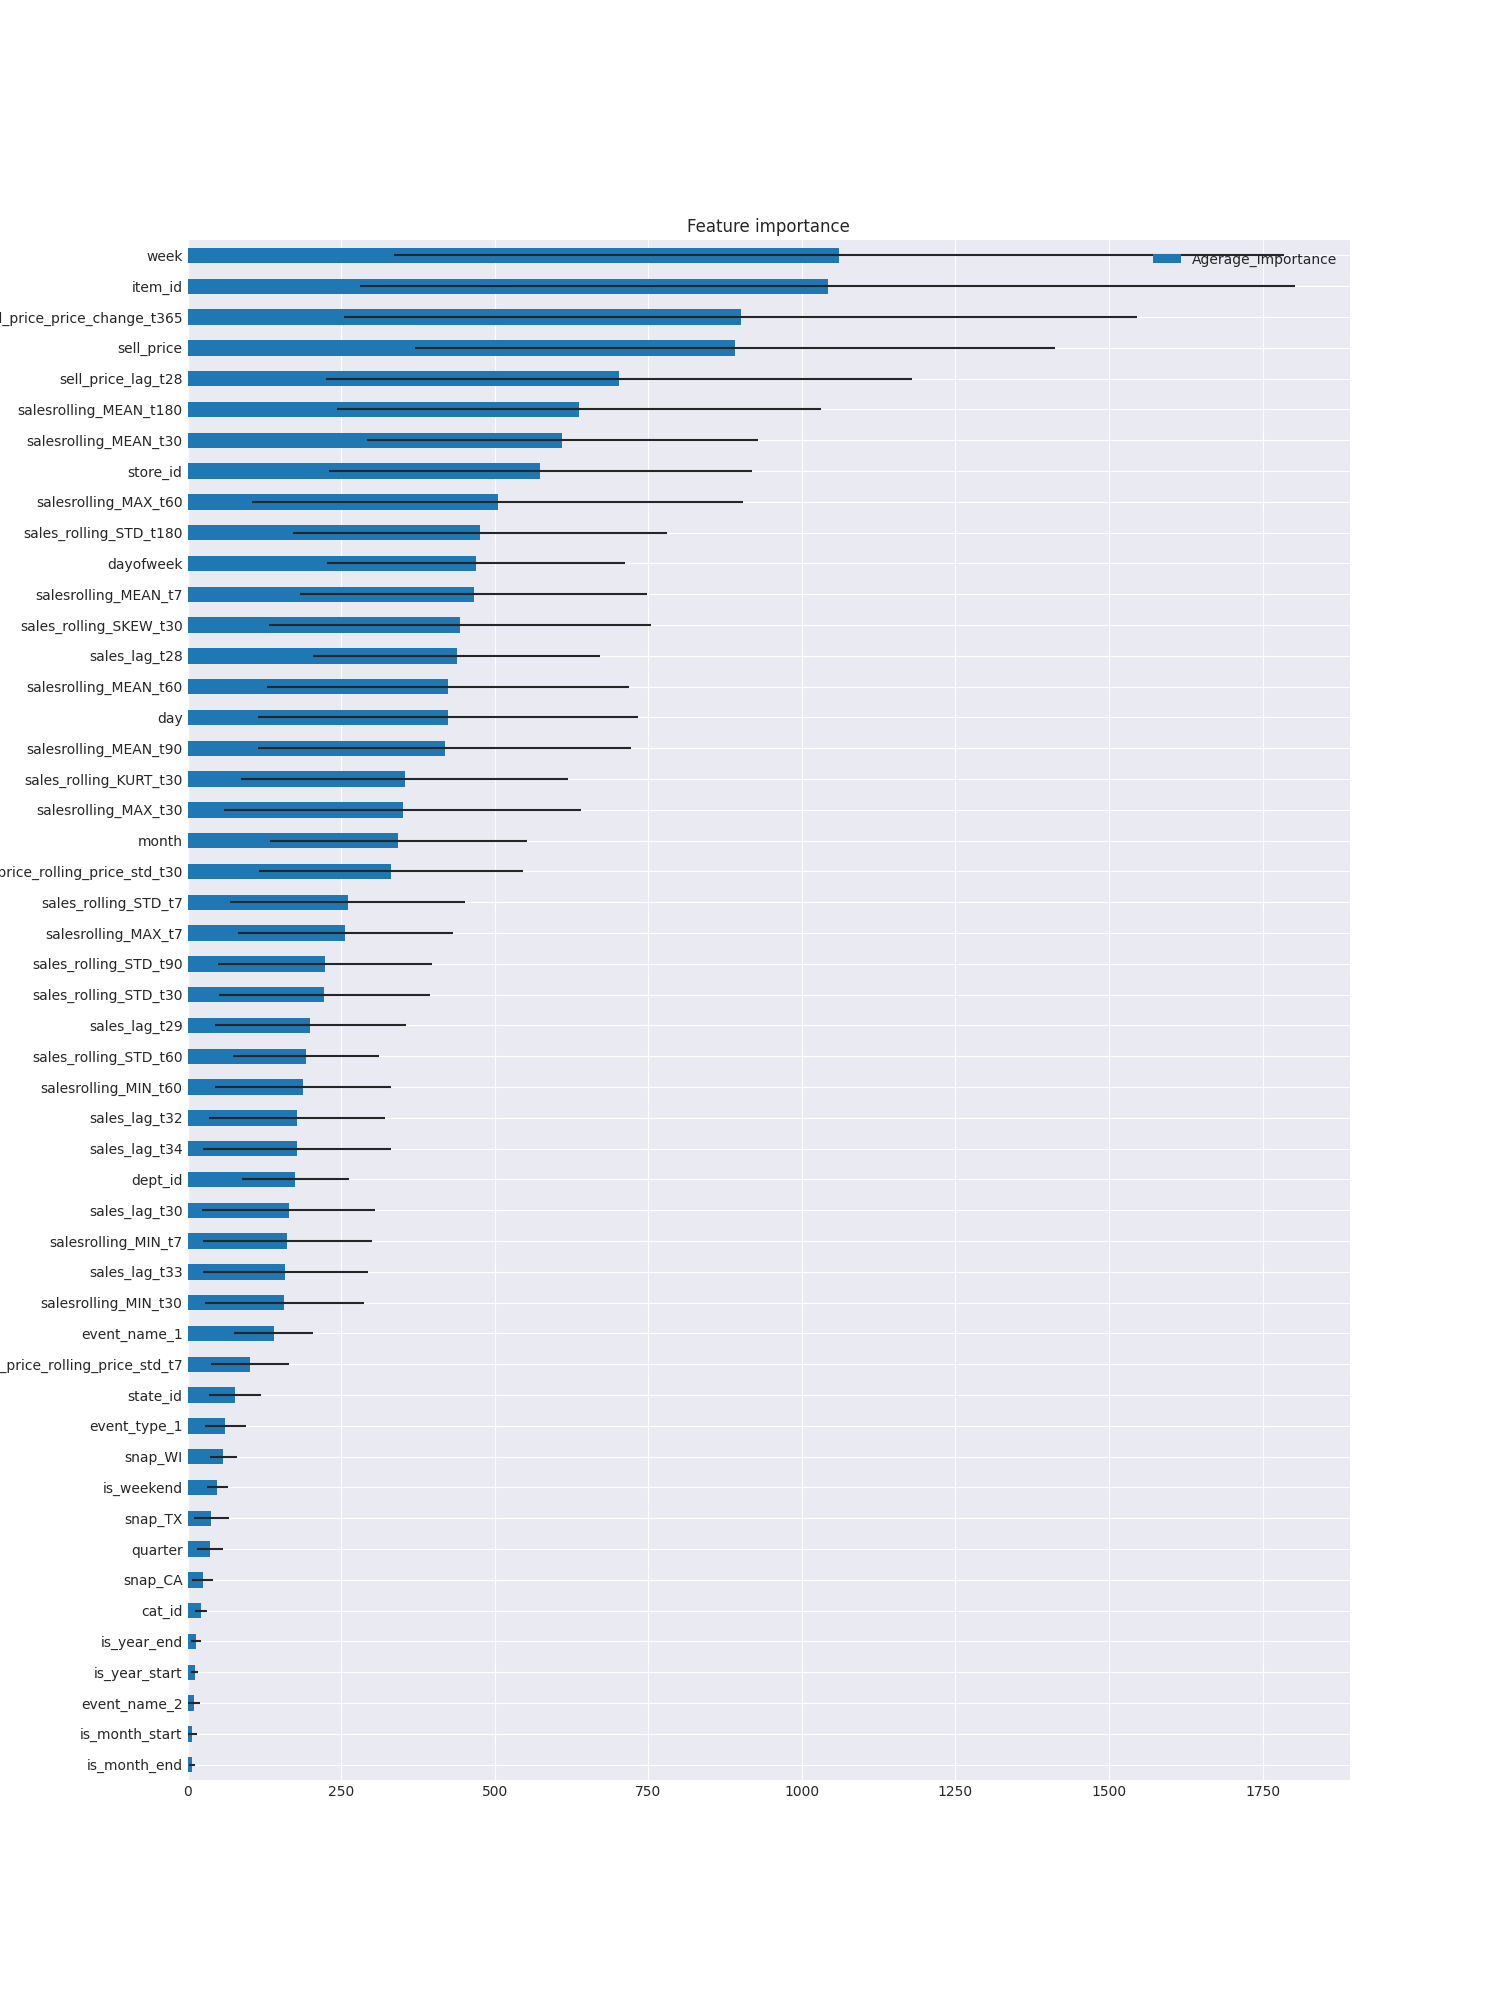 Feature importance
week
Agerage_importance
item_id
l_price_price_change_t365
sell_price
sell_price_lag_t28
salesrolling_MEAN_t180
salesrolling_MEAN_t30
store_id
salesrolling_MAX_t60
sales_rolling_STD_t180
dayofweek
salesrolling_MEAN_t7
sales_rolling_SKEW_t30
sales_lag_t28
salesrolling_MEAN_t60
day
salesrolling_MEAN_t90
sales_rolling_KURT_t30
salesrolling_MAX_t30
month
price_rolling_price_std_t30
sales_rolling_STD_t7
salesrolling_MAX_t7
sales_rolling_STD_t90
sales_rolling_STD_t30
sales_lag_t29
sales_rolling_STD_t60
salesrolling_MIN_t60
sales_lag_t32
sales_lag_t34
dept_id
sales_lag_t30
salesrolling_MIN_t7
sales_lag_t33
salesrolling_MIN_t30
event_name_1
_price_rolling_price_std_t7
state_id
event_type_1
snap_WI
is_weekend
snap_TX
quarter
snap_CA
cat_id
is_year_end
is_year_start
event_name_2
is_month_start
is_month_end
0 250 500 750 1000 1250 1500 1750